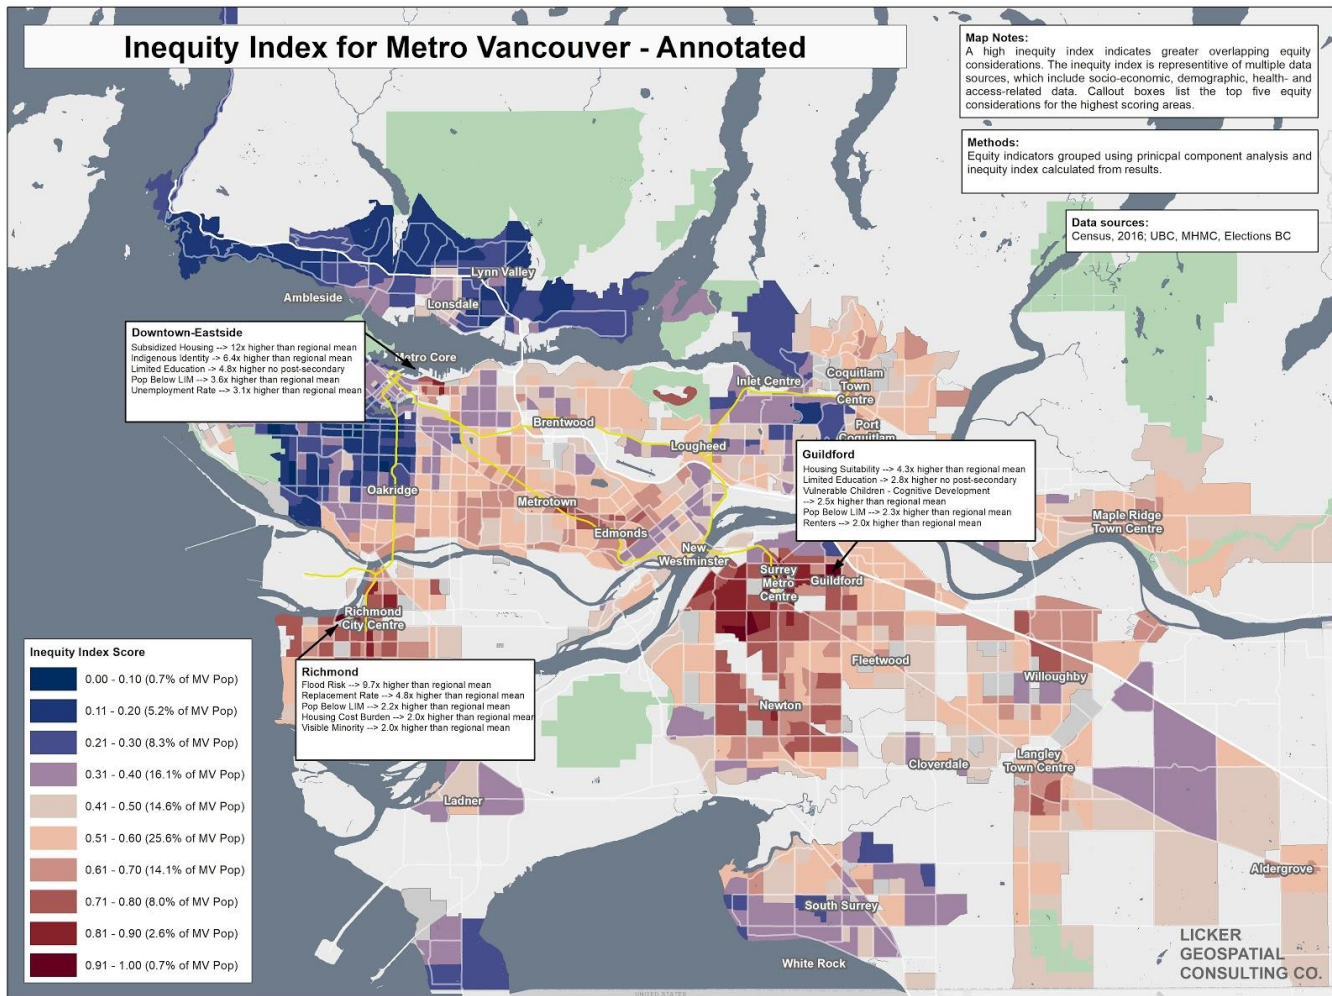 Inequity Index for Metro Vancouver - Annotated
Map Notes:
A high inequity index indicates greater overlapping equity
considerations. The inequity index is representitive of multiple data
sources, which include socio-economic, demographic, health- and
access-related data. Callout boxes list the top five equity
considerations for the highest scoring areas.
Methods:
Equity indicators grouped using prinicpal component analysis and
inequity index calculated from results.
Data sources:
Census, 2016; UBC, MHMC, Elections BC
Lynn Valley
Ambleside
Lonsdale
Downtown-Eastside
Subsidized Housing --> 12x higher than regional mean
Indigenous Identity -> 6.4x higher than regional mean
Limited Education -> 4.8x higher no post-secondary
Pop Below LIM --> 3.6x higher than regional mean
Unemployment Rate --> 3.1x higher than regional mean
Metro Core
Inlet Centre
Coquitlam
Town
Centre
Brentwood
Port
Coquitlam
Lougheed
Guildford
Housing Suitability --> 4.3x higher than regional mean
Limited Education -> 2.8x higher no post-secondary
Vulnerable Children - Cognitive Development
--> 2.5x higher than regional mean
Pop Below LIM --> 2.3x higher than regional mean
Renters --> 2.0x higher than regional mean
Oakridge
Metrotown
Edmonds
Maple Ridge
Town Centre
New
Westminster
Surrey
Metro
Centre
Guildford
Richmond
City Centre
Richmond
Flood Risk --> 9.7x higher than regional mean
Replacement Rate --> 4.8x higher than regional mean
Pop Below LIM --> 2.2x higher than regional mean
Housing Cost Burden --> 2.0x higher than regional mean
Visible Minority --> 2.0x higher than regional mean
Fleetwood
Willoughby
Newton
Cloverdale
Langley
Town Centre
Ladner
Aldergrove
South Surrey
White Rock
Inequity Index Score
0.00 - 0.10 (0.7% of MV Pop)
0.11 - 0.20 (5.2% of MV Pop)
0.21 - 0.30 (8.3% of MV Pop)
0.31 - 0.40 (16.1% of MV Pop)
0.41 - 0.50 (14.6% of MV Pop)
0.51 - 0.60 (25.6% of MV Pop)
0.61 - 0.70 (14.1% of MV Pop)
0.71 - 0.80 (8.0% of MV Pop)
0.81 - 0.90 (2.6% of MV Pop)
0.91 - 1.00 (0.7% of MV Pop)
LICKER
GEOSPATIAL
CONSULTING CO.
UNITED STATES